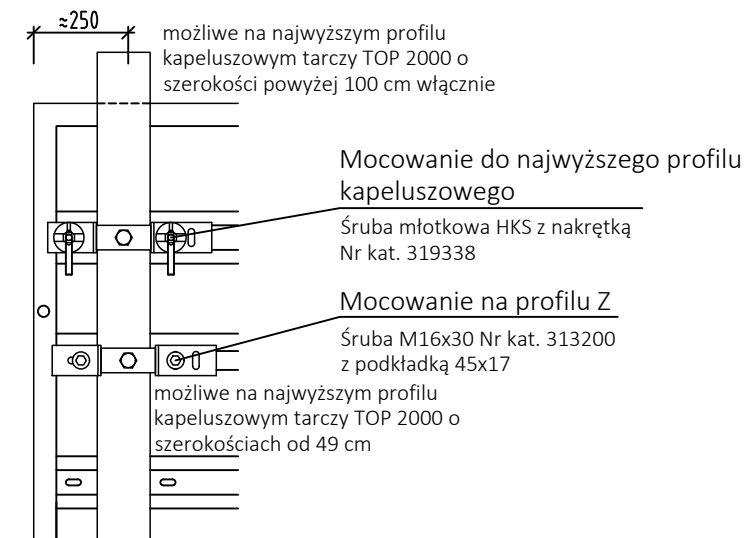 ≈250
możliwe na najwyższym profilu
kapeluszowym tarczy TOP 2000 o
szerokości powyżej 100 cm włącznie
Mocowanie do najwyższego profilu
kapeluszowego
Śruba młotkowa HKS z nakrętką
Nr kat. 319338
Mocowanie na profilu Z
Śruba M16x30 Nr kat. 313200
z podkładką 45x17
możliwe na najwyższym profilu
kapeluszowym tarczy TOP 2000 o
szerokościach od 49 cm